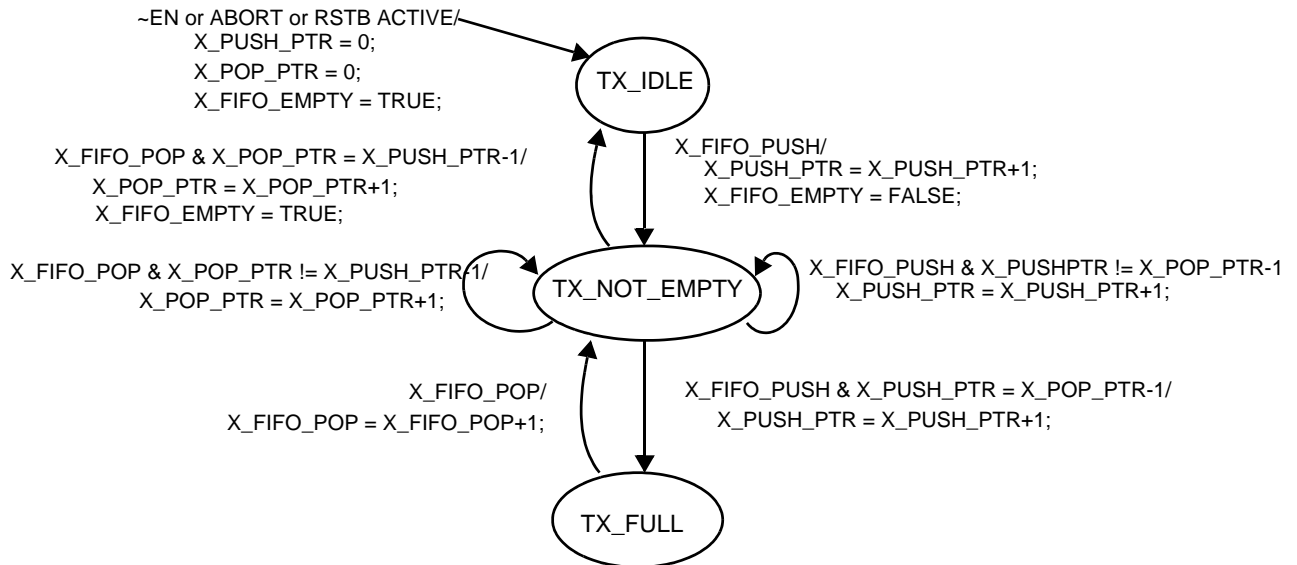 ~EN or ABORT or RSTB ACTIVE/
X_PUSH_PTR = 0;
X_POP_PTR = 0;
X_FIFO_EMPTY = TRUE;
TX_IDLE
X_FIFO_POP & X_POP_PTR = X_PUSH_PTR-1/
X_POP_PTR = X_POP_PTR+1;
X_FIFO_EMPTY = TRUE;
X_FIFO_PUSH/
X_PUSH_PTR = X_PUSH_PTR+1;
X_FIFO_EMPTY = FALSE;
X_FIFO_POP & X_POP_PTR != X_PUSH_PTR-1/
X_POP_PTR = X_POP_PTR+1;
TX_NOT_EMPTY
X_FIFO_PUSH & X_PUSHPTR != X_POP_PTR-1
X_PUSH_PTR = X_PUSH_PTR+1;
X_FIFO_POP/
X_FIFO_POP = X_FIFO_POP+1;
X_FIFO_PUSH & X_PUSH_PTR = X_POP_PTR-1/
X_PUSH_PTR = X_PUSH_PTR+1;
TX_FULL